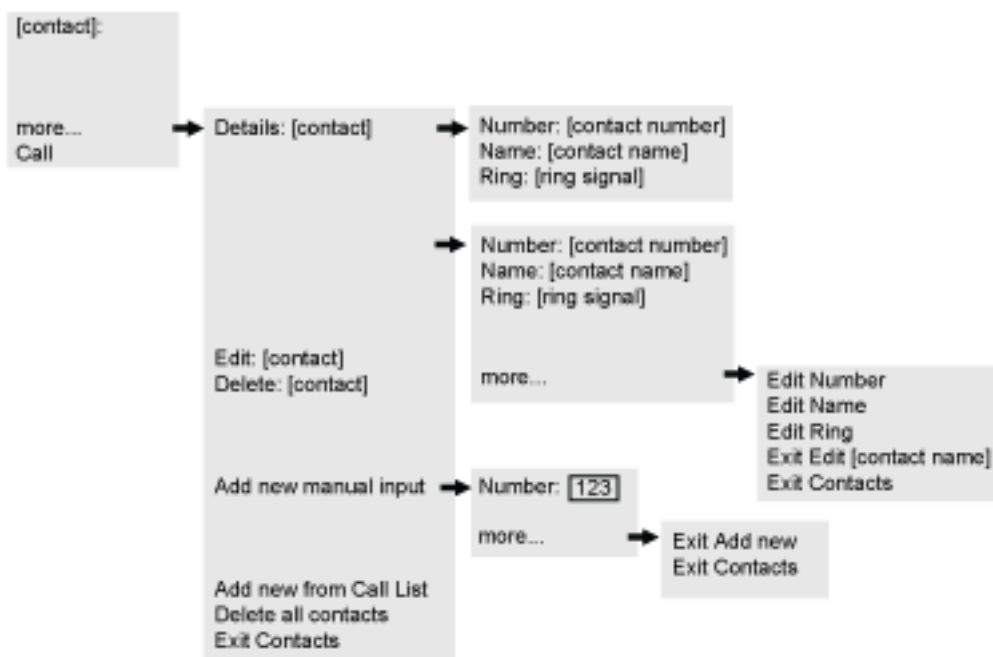 [contact]:
more...
Call
Details: [contact]
Edit: [contact]
Delete: [contact]
Add new manual input
Add new from Call List
Delete all contacts
Exit Contacts
Number: [contact number]
Name: [contact name]
Ring: [ring signal]
Number: [contact number]
Name: [contact name]
Ring: [ring signal]
more...
Edit Number
Edit Name
Edit Ring
Exit Edit [contact name]
Exit Contacts
Number: 123
more...
Exit Add new
Exit Contacts